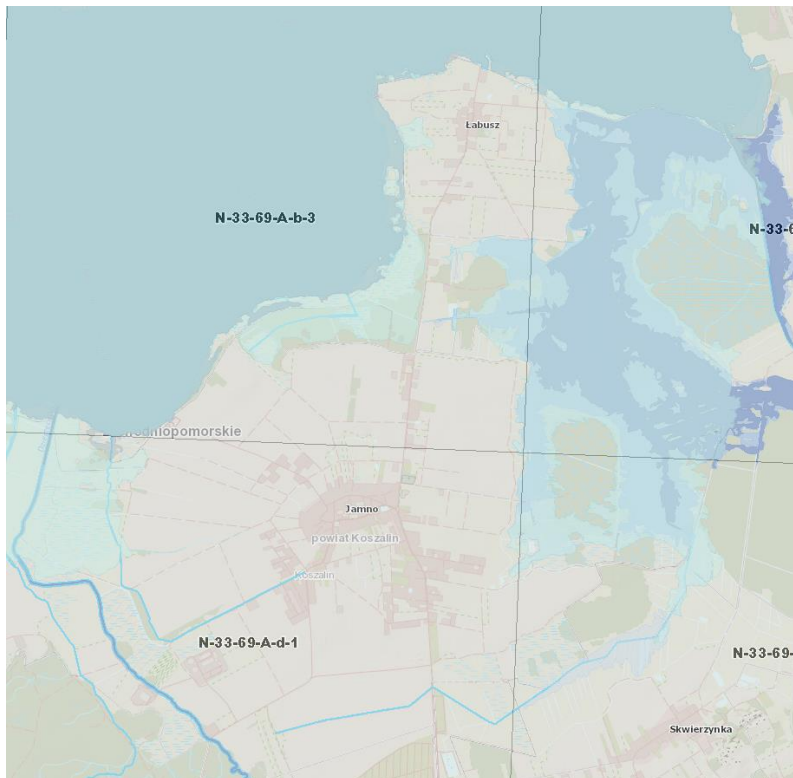 Łabusz
N-33-69-A-b-3
N-33-6
Jamno
powiat Koszalin
Koszalin
N-33-69-A-d-1
N-33-69-
Skwierzynka